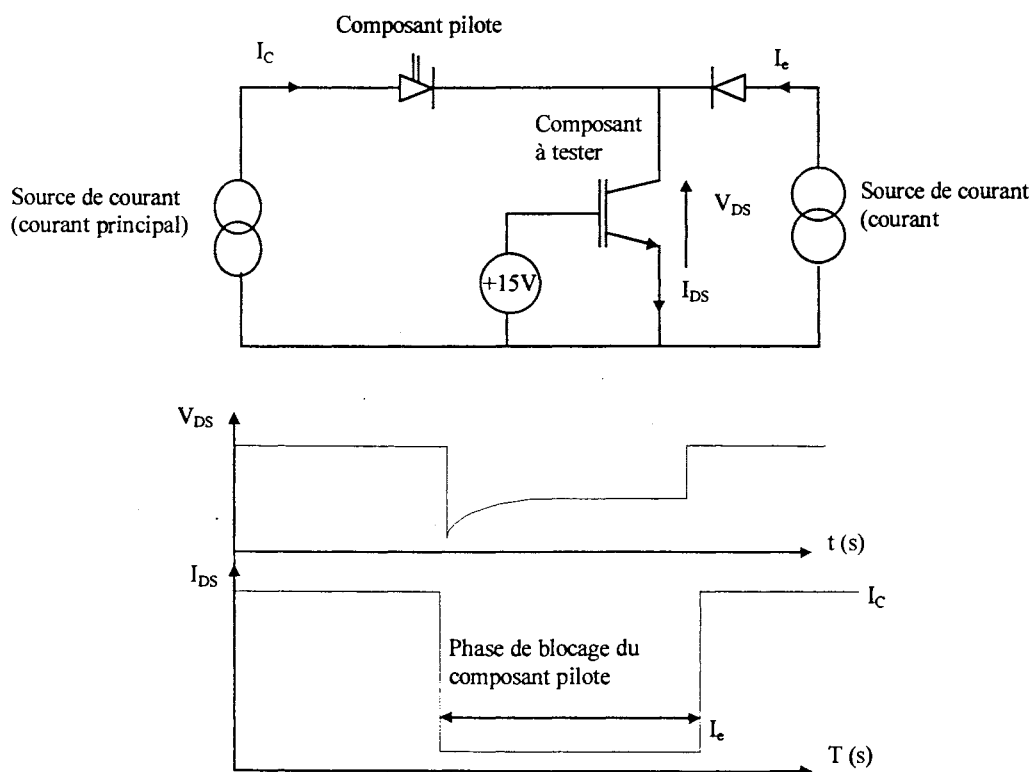 Composant pilote
I_C
I_e
Composant
à tester
Source de courant
(courant principal)
V_DS
Source de courant
(courant
+15V
I_DS
V_DS
t (s)
I_DS
I_C
Phase de blocage du
composant pilote
I_e
T (s)